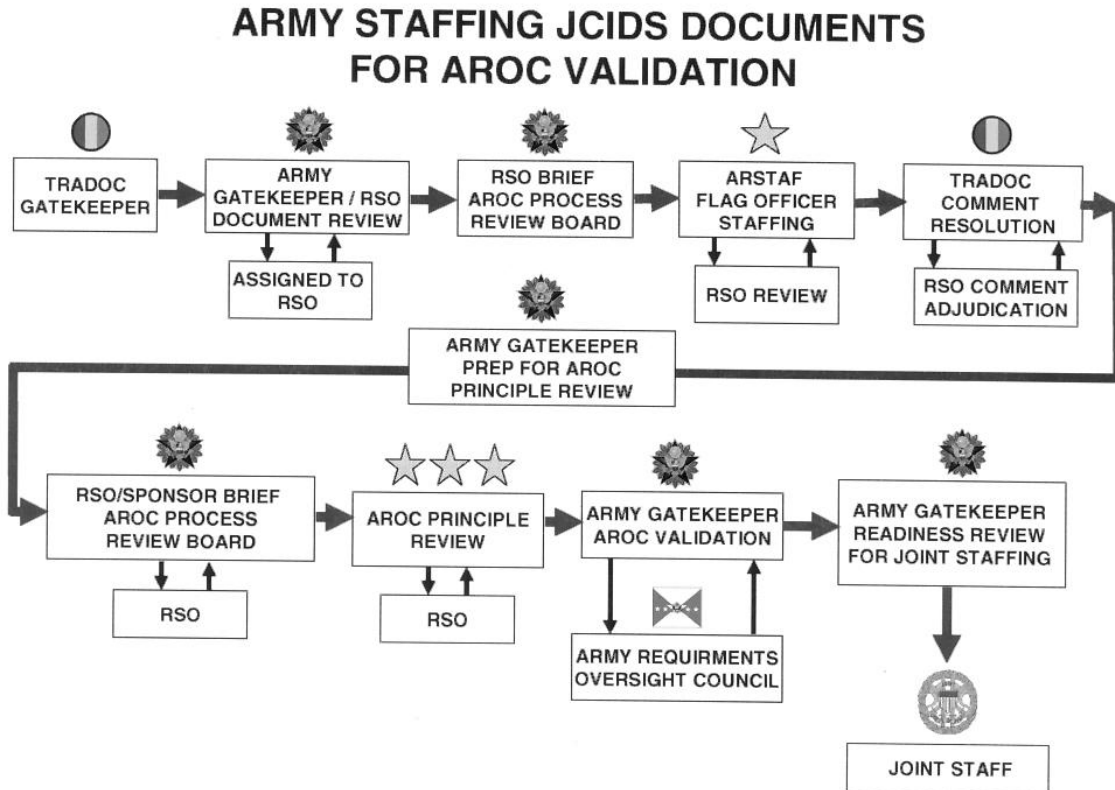 ARMY STAFFING JCIDS DOCUMENTS
FOR AROC VALIDATION
TRADOC
GATEKEEPER
ARMY
GATEKEEPER / RSO
DOCUMENT REVIEW
ASSIGNED TO
RSO
RSO BRIEF
AROC PROCESS
REVIEW BOARD
ARSTAF
FLAG OFFICER
STAFFING
RSO REVIEW
TRADOC
COMMENT
RESOLUTION
RSO COMMENT
ADJUDICATION
ARMY GATEKEEPER
PREP FOR AROC
PRINCIPLE REVIEW
RSO/SPONSOR BRIEF
AROC PROCESS
REVIEW BOARD
RSO
AROC PRINCIPLE
REVIEW
RSO
ARMY GATEKEEPER
AROC VALIDATION
ARMY REQUIRMENTS
OVERSIGHT COUNCIL
ARMY GATEKEEPER
READINESS REVIEW
FOR JOINT STAFFING
JOINT STAFF